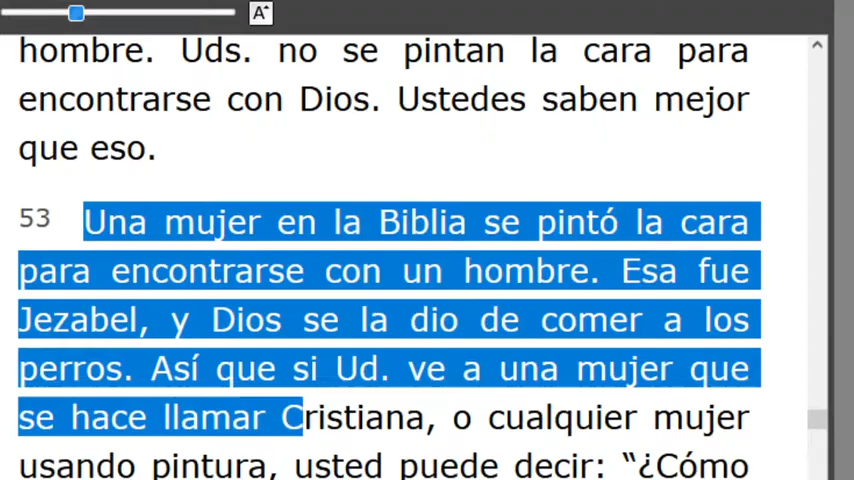 A
hombre. Uds. no se pintan la cara para
encontrarse con Dios. Ustedes saben mejor
que eso.
53 Una mujer en la Biblia se pintó la cara
para encontrarse con un hombre. Esa fue
Jezabel, y Dios se la dio de comer a los
perros. Así que si Ud. ve a una mujer que
se hace llamar Cristiana, o cualquier mujer
usando pintura, usted puede decir: “¿Cómo